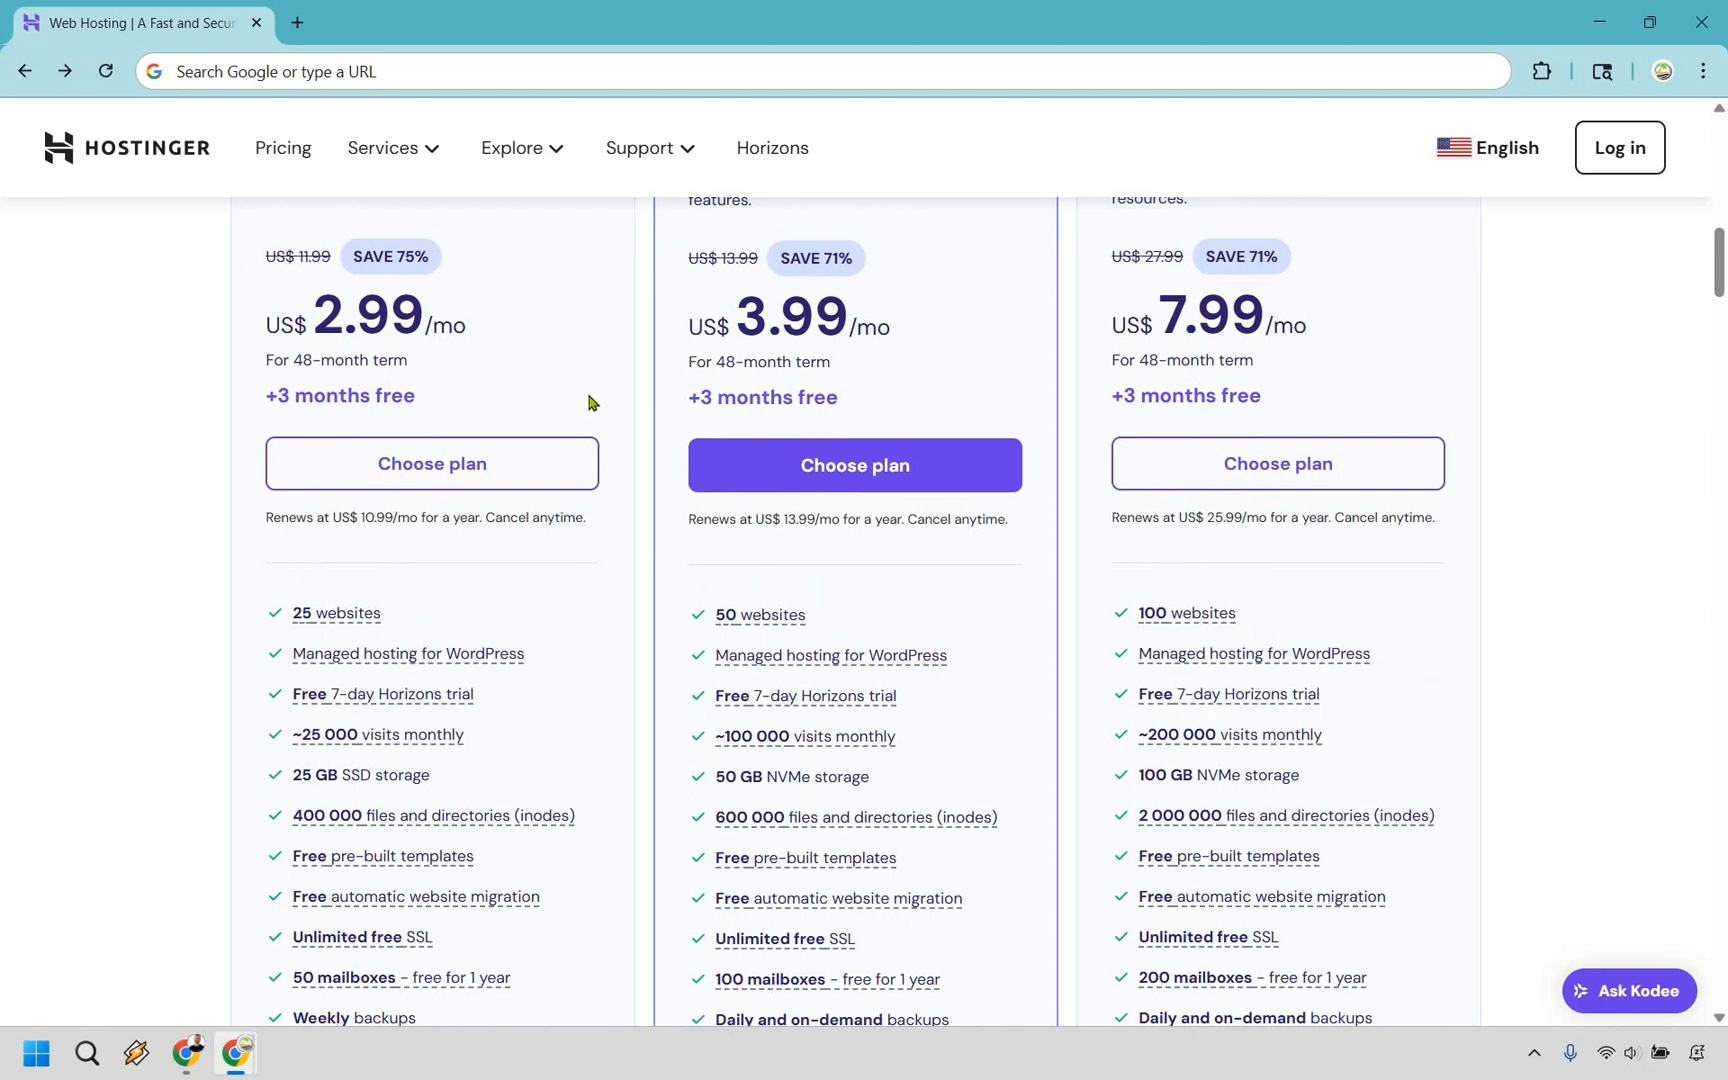 Web Hosting | A Fast and Secur
Search Google or type a URL
HOSTINGER
Pricing
Services
Explore
Support
Horizons
English
Log in
US$ 11.99 SAVE 75%
US$ 2.99/mo
For 48-month term
+3 months free
Choose plan
Renews at US$ 10.99/mo for a year. Cancel anytime.
25 websites
Managed hosting for WordPress
Free 7-day Horizons trial
~25 000 visits monthly
25 GB SSD storage
400 000 files and directories (inodes)
Free pre-built templates
Free automatic website migration
Unlimited free SSL
50 mailboxes - free for 1 year
Weekly backups
features.
US$ 13.99 SAVE 71%
US$ 3.99/mo
For 48-month term
+3 months free
Choose plan
Renews at US$ 13.99/mo for a year. Cancel anytime.
50 websites
Managed hosting for WordPress
Free 7-day Horizons trial
~100 000 visits monthly
50 GB NVMe storage
600 000 files and directories (inodes)
Free pre-built templates
Free automatic website migration
Unlimited free SSL
100 mailboxes - free for 1 year
Daily and on-demand backups
resources.
US$ 27.99 SAVE 71%
US$ 7.99/mo
For 48-month term
+3 months free
Choose plan
Renews at US$ 25.99/mo for a year. Cancel anytime.
100 websites
Managed hosting for WordPress
Free 7-day Horizons trial
~200 000 visits monthly
100 GB NVMe storage
2 000 000 files and directories (inodes)
Free pre-built templates
Free automatic website migration
Unlimited free SSL
200 mailboxes - free for 1 year
Daily and on-demand backups
Ask Kodee